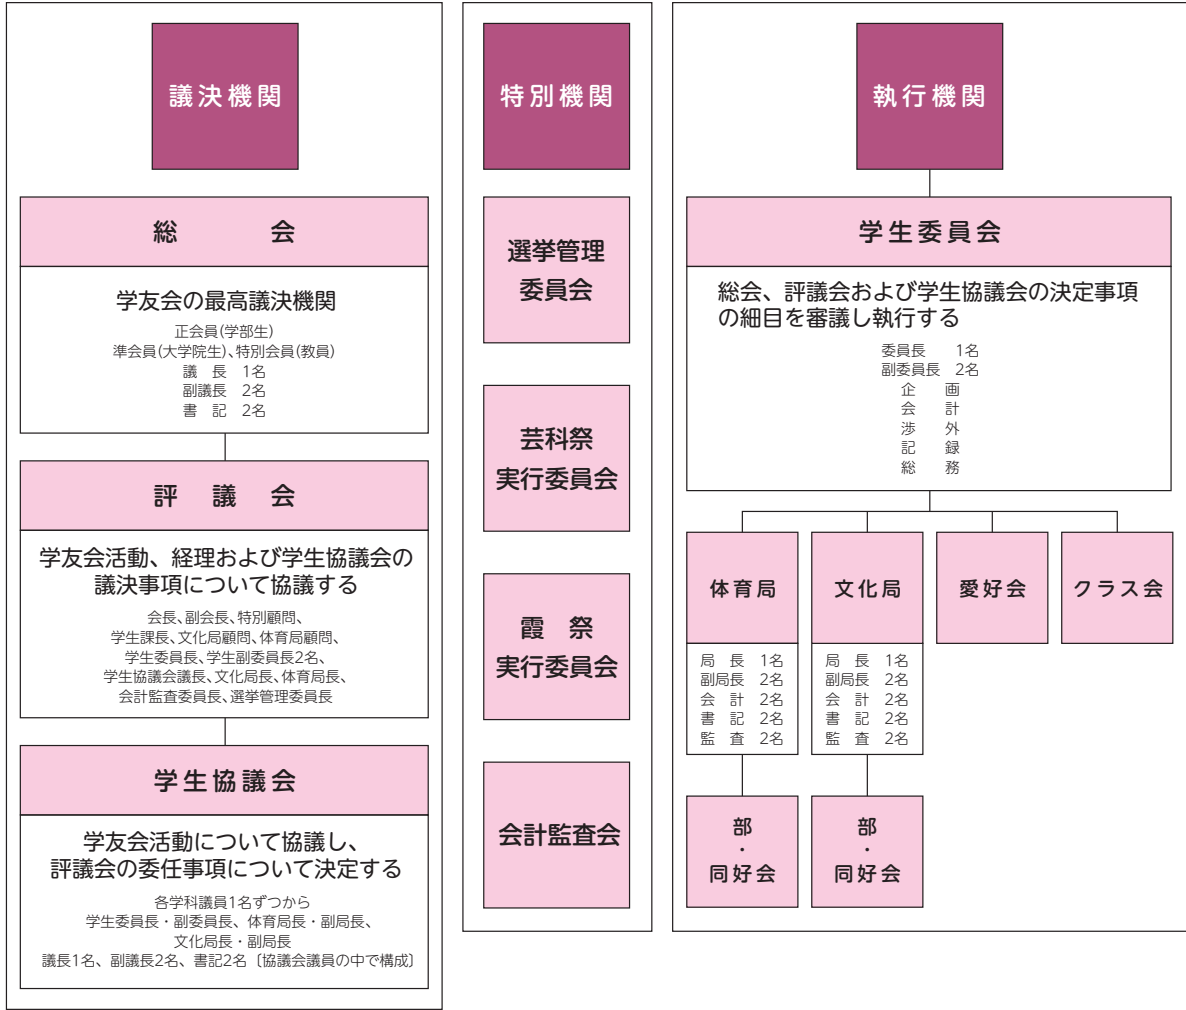 議決機関
総　会
学友会の最高議決機関
正会員(学部生)
準会員(大学院生)、特別会員(教員)
議　長　1名
副議長　2名
書　記　2名
評　議　会
学友会活動、経理および学生協議会の
議決事項について協議する
会長、副会長、特別顧問、
学生課長、文化局顧問、体育局顧問、
学生委員長、学生副委員長2名、
学生協議会議長、文化局長、体育局長、
会計監査委員長、選挙管理委員長
学生協議会
学友会活動について協議し、
評議会の委任事項について決定する
各学科議員1名ずつから
学生委員長・副委員長、体育局長・副局長、
文化局長・副局長
議長1名、副議長2名、書記2名〔協議会議員の中で構成〕
特別機関
選挙管理
委員会
芸科祭
実行委員会
霞　祭
実行委員会
会計監査会
執行機関
学生委員会
総会、評議会および学生協議会の決定事項
の細目を審議し執行する
委員長　1名
副委員長　2名
企　画
会　計
渉　外
記　録
総　務
体育局
局　長　1名
副局長　2名
会　計　2名
書　記　2名
監　査　2名
部
・
同好会
文化局
局　長　1名
副局長　2名
会　計　2名
書　記　2名
監　査　2名
部
・
同好会
愛好会
クラス会